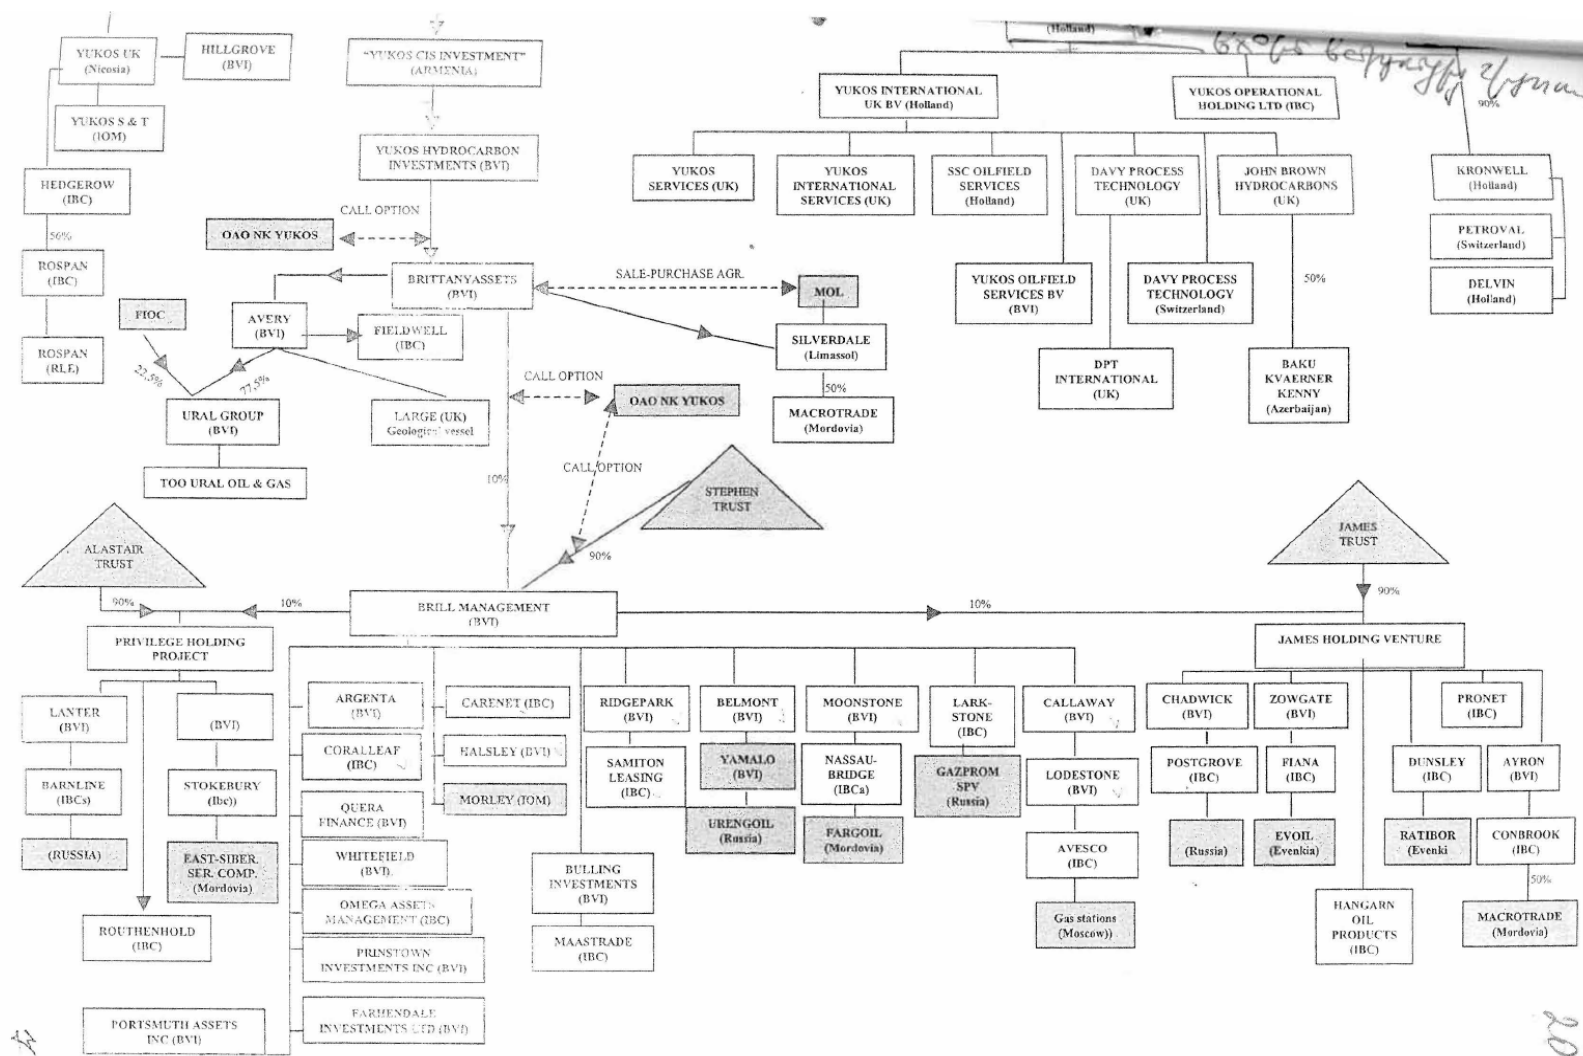 (Holland)
YUKOS UK
(Nicosia)
HILLGROVE
(BVI)
"YUKOS CIS INVESTMENT"
(ARMENIA)
YUKOS INTERNATIONAL
UK BV (Holland)
YUKOS OPERATIONAL
HOLDING LTD (IBC)
90%
YUKOS S & T
(IOM)
YUKOS HYDROCARBON
INVESTMENTS (BVI)
YUKOS
SERVICES (UK)
YUKOS
INTERNATIONAL
SERVICES (UK)
SSC OILFIELD
SERVICES
(Holland)
DAVY PROCESS
TECHNOLOGY
(UK)
JOHN BROWN
HYDROCARBONS
(UK)
KRONWELL
(Holland)
HEDGEROW
(IBC)
CALL OPTION
OAO NK YUKOS
PETROVAL
(Switzerland)
56%
ROSPAN
(IBC)
BRITTANYASSETS
(BVI)
SALE-PURCHASE AGR.
MOL
YUKOS OILFIELD
SERVICES BV
(BVI)
DAVY PROCESS
TECHNOLOGY
(Switzerland)
50%
DELVIN
(Holland)
FIOC
AVERY
(BVI)
FIELDWELL
(IBC)
SILVERDALE
(Limassol)
ROSPAN
(RLE)
22,5%
77,5%
CALL OPTION
DPT
INTERNATIONAL
(UK)
BAKU
KVAERNER
KENNY
(Azerbaijan)
50%
URAL GROUP
(BVI)
LARGE (UK)
Geological vessel
OAO NK YUKOS
MACROTRADE
(Mordovia)
TOO URAL OIL & GAS
10%
CALL OPTION
STEPHEN
TRUST
JAMES
TRUST
ALASTAIR
TRUST
90%
90%
10%
BRILL MANAGEMENT
(BVI)
10%
90%
PRIVILEGE HOLDING
PROJECT
JAMES HOLDING VENTURE
LANTER
(BVI)
(BVI)
ARGENTA
(BVI)
CARENET (IBC)
RIDGEPARK
(BVI)
BELMONT
(BVI)
MOONSTONE
(BVI)
LARK-
STONE
(IBC)
CALLAWAY
(BVI)
CHADWICK
(BVI)
ZOWGATE
(BVI)
PRONET
(IBC)
CORALLEAF
(IBC)
HALSLEY (BVI)
SAMITON
LEASING
(IBC)
YAMALO
(BVI)
NASSAU-
BRIDGE
(IBCa)
GAZPROM
SPV
(Russia)
LODESTONE
(BVI)
POSTGROVE
(IBC)
FIANA
(IBC)
DUNSLEY
(IBC)
AYRON
(BVI)
BARNLINE
(IBCs)
STOKEBURY
(Ibc))
QUERA
FINANCE (BVI)
MORLEY (IOM)
URENGOIL
(Russia)
FARGOIL
(Mordovia)
AVESCO
(IBC)
(Russia)
EVOIL
(Evenkia)
RATIBOR
(Evenki
CONBROOK
(IBC)
(RUSSIA)
EAST-SIBER.
SER. COMP.
(Mordovia)
WHITEFIELD
(BVI)
BULLING
INVESTMENTS
(BVI)
50%
OMEGA ASSETS
MANAGEMENT (IBC)
Gas stations
(Moscow))
HANGARN
OIL
PRODUCTS
(IBC)
MACROTRADE
(Mordovia)
ROUTHENHOLD
(IBC)
MAASTRADE
(IBC)
PRINSTOWN
INVESTMENTS INC (BVI)
PORTSMUTH ASSETS
INC (BVI)
FARHENDALE
INVESTMENTS LTD (BVI)
20